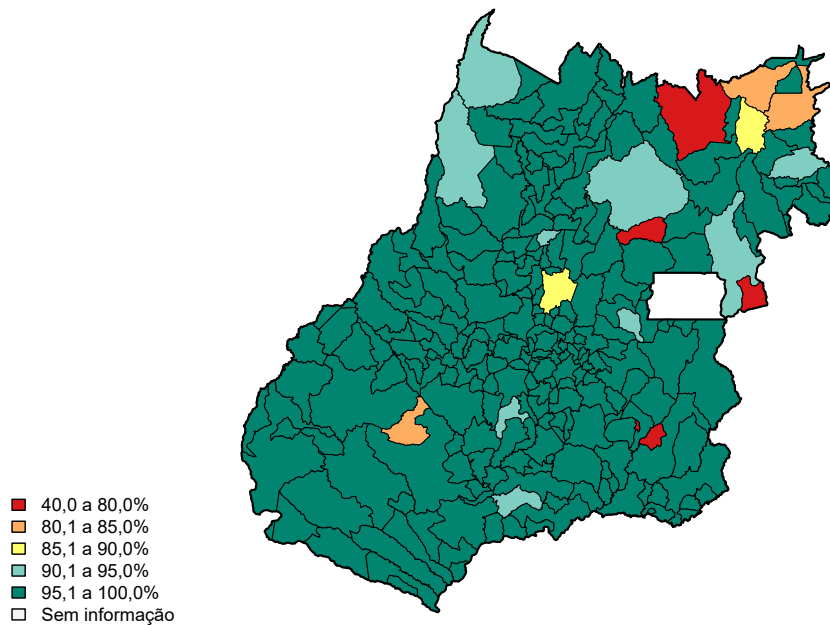 40,0 a 80,0%
80,1 a 85,0%
85,1 a 90,0%
90,1 a 95,0%
95,1 a 100,0%
Sem informação